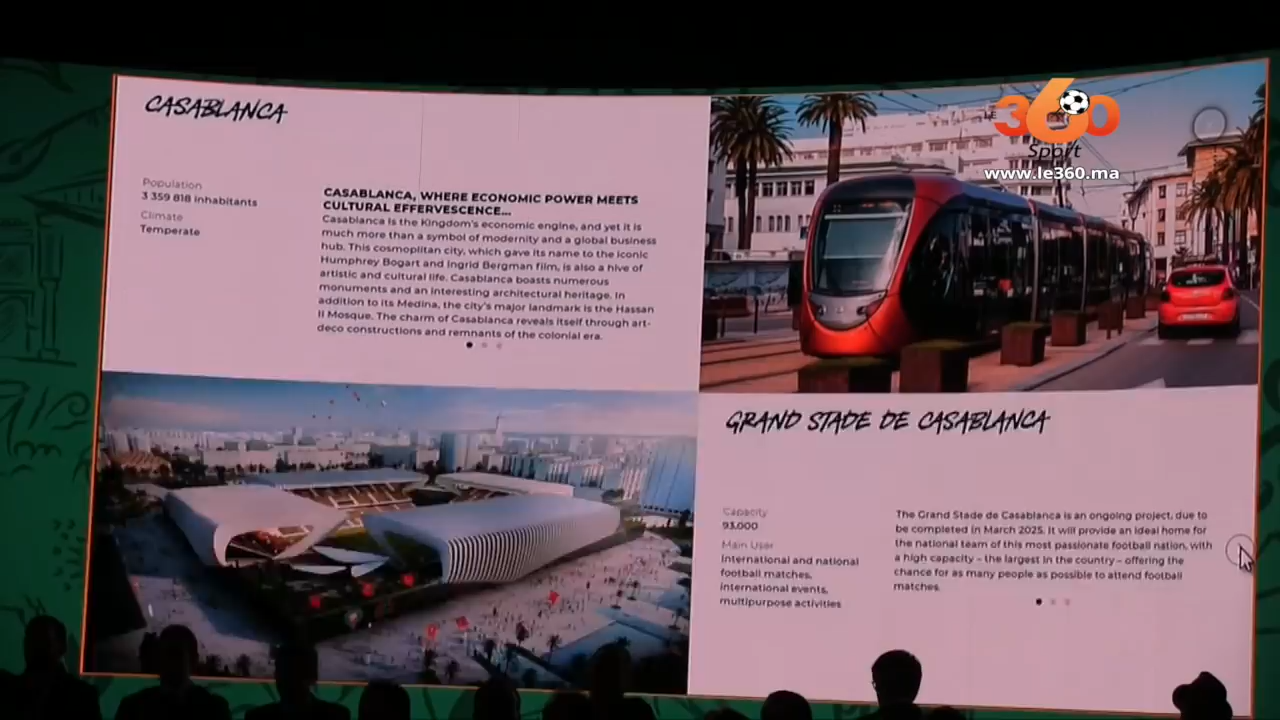 CASABLANCA
Population
3 359 818 inhabitants
Climate
Temperate
CASABLANCA, WHERE ECONOMIC POWER MEETS
CULTURAL EFFERVESCENCE...
Casablanca is the Kingdom's economic engine, and yet it is
much more than a symbol of modernity and a global business
hub. This cosmoplitan city, which gave its name to the iconic
Humphrey Bogart and Ingrid Bergman film, is also a hive of
artistic and cultural life. Casablanca boasts numerous
monuments and an interesting architectural heritage. In
addition to its Medina, the city's major landmark is the Hassan
II Mosque. The charm of Casablanca reveals itself through art-
deco constructions and remnants of the colonial era.
LE 360
Sport
www.le360.ma
GRAND STADE DE CASABLANCA
Capacity
93.000
Main User
International and national
football matches,
international events,
multipurpose activities
The Grand Stade de Casablanca is an ongoing project, due to
be completed in March 2025. It will provide an ideal home for
the national team of this most passionate football nation, with
a high capacity – the largest in the country – offering the
chance for as many people as possible to attend football
matches.